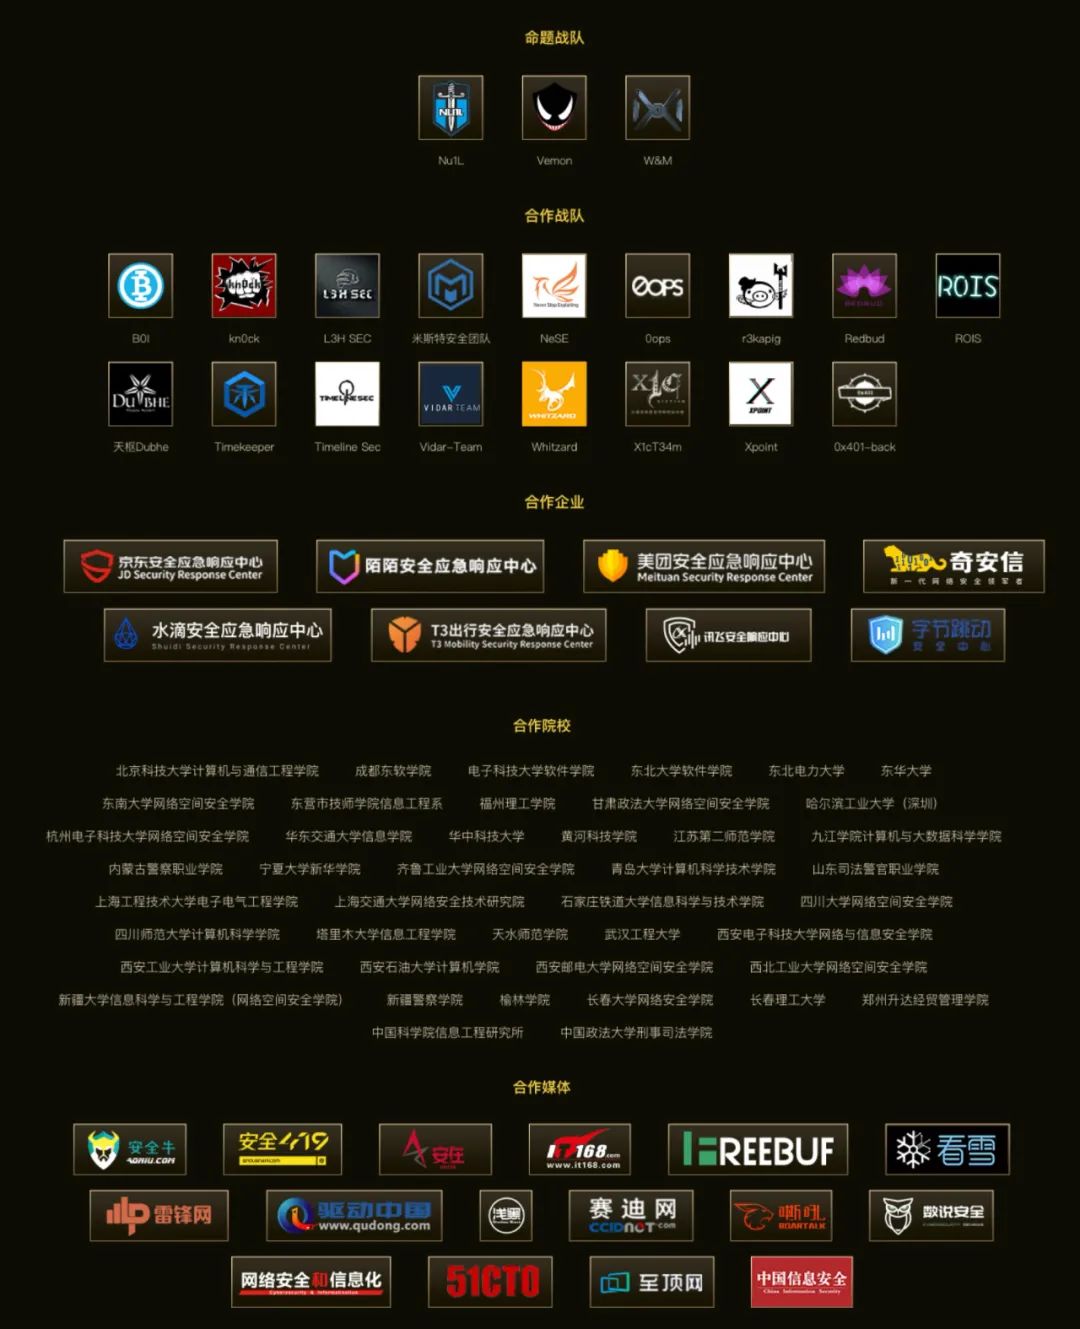 命题战队
NU1L
Nu1L Vemon W&M
合作战队
kn0ck L3H SEC Never Stop Exploiting 0OPS REDBUD ROIS
B0I kn0ck L3H SEC 米斯特安全团队 NeSE 0ops r3kapig Redbud ROIS
DUBHE TIMELINESEC VIDAR TEAM WHITZARD X1C XPOINT 0x401
天枢Dubhe Timekeeper Timeline Sec Vidar-Team Whitzard X1cT34m Xpoint 0x401-back
合作企业
京东安全应急响应中心 陌陌安全应急响应中心 美团安全应急响应中心 奇安信
JD Security Response Center Meituan Security Response Center 新一代网络安全领军者
水滴安全应急响应中心 T3出行安全应急响应中心 讯飞安全响应中心 字节跳动
Shuidi Security Response Center T3 Mobility Security Response Center 安全中心
合作院校
北京科技大学计算机与通信工程学院 成都东软学院 电子科技大学软件学院 东北大学软件学院 东北电力大学 东华大学
东南大学网络空间安全学院 东营市技师学院信息工程系 福州理工学院 甘肃政法大学网络空间安全学院 哈尔滨工业大学（深圳）
杭州电子科技大学网络空间安全学院 华东交通大学信息学院 华中科技大学 黄河科技学院 江苏第二师范学院 九江学院计算机与大数据科学学院
内蒙古警察职业学院 宁夏大学新华学院 齐鲁工业大学网络空间安全学院 青岛大学计算机科学技术学院 山东司法警官职业学院
上海工程技术大学电子电气工程学院 上海交通大学网络安全技术研究院 石家庄铁道大学信息科学与技术学院 四川大学网络空间安全学院
四川师范大学计算机科学学院 塔里木大学信息工程学院 天水师范学院 武汉工程大学 西安电子科技大学网络与信息安全学院
西安工业大学计算机科学与工程学院 西安石油大学计算机学院 西安邮电大学网络空间安全学院 西北工业大学网络空间安全学院
新疆大学信息科学与工程学院（网络空间安全学院） 新疆警察学院 榆林学院 长春大学网络安全学院 长春理工大学 郑州升达经贸管理学院
中国科学院信息工程研究所 中国政法大学刑事司法学院
合作媒体
安全牛 安全419 安在 IT168.com FREEBUF 看雪
AQNIU.COM www.it168.com
雷锋网 驱动中国 浅黑 赛迪网 嘶吼 数说安全
www.qudong.com CCIDNET.com ROARTALK
网络安全和信息化 51CTO 至顶网 中国信息安全
Cybersecurity & Informatization China Information Security